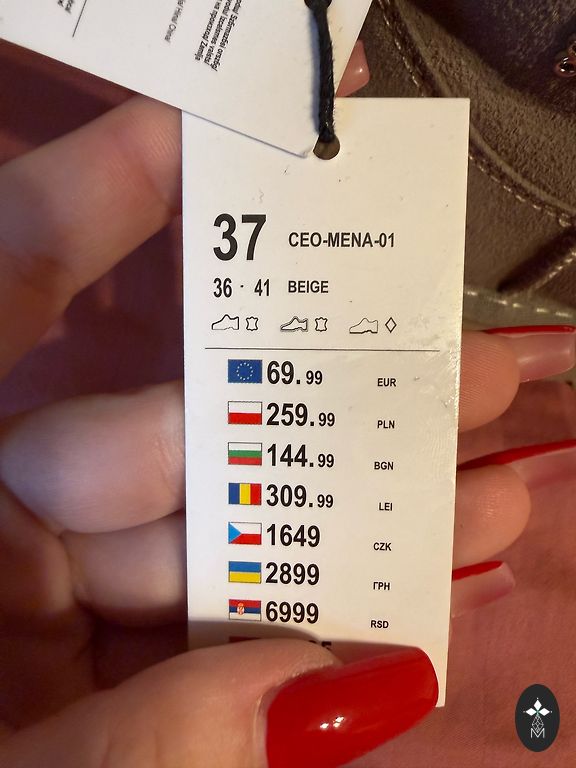 37 CEO-MENA-01
36 · 41 BEIGE
69.99 EUR
259.99 PLN
144.99 BGN
309.99 LEI
1649 CZK
2899 ГРН
6999 RSD